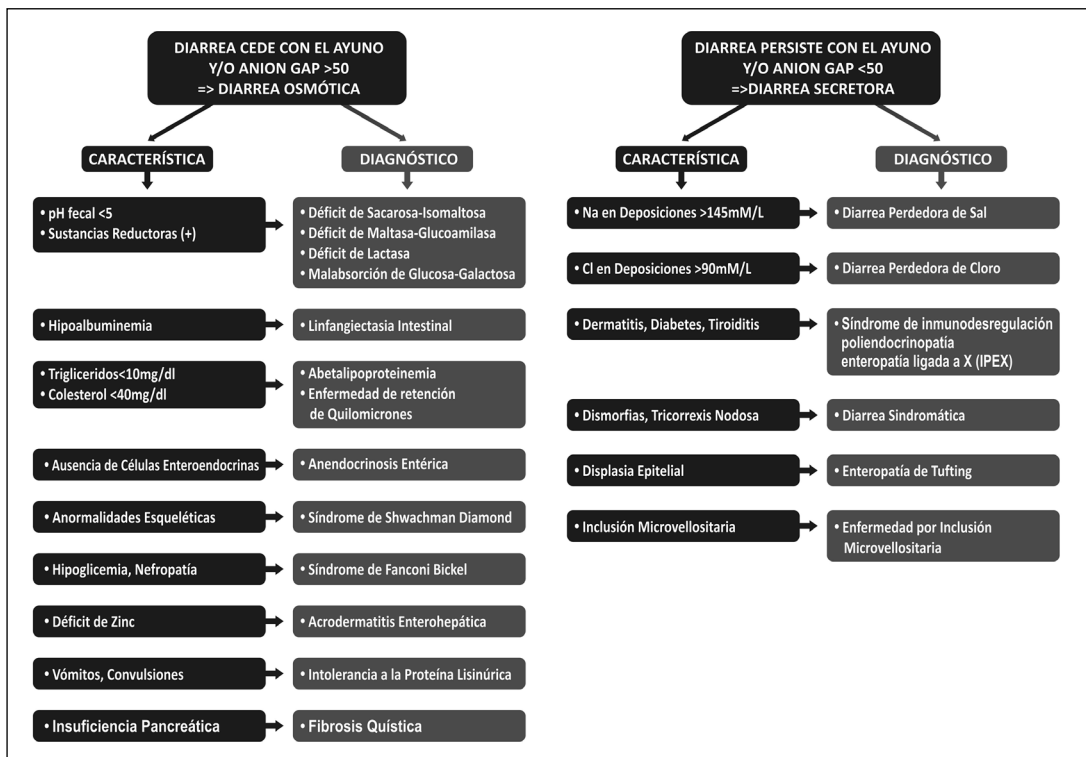 DIARREA CEDE CON EL AYUNO
Y/O ANION GAP >50
=> DIARREA OSMÓTICA
CARACTERÍSTICA
DIAGNÓSTICO
• pH fecal <5
• Sustancias Reductoras (+)
• Déficit de Sacarosa-Isomaltosa
• Déficit de Maltasa-Glucoamilasa
• Déficit de Lactasa
• Malabsorción de Glucosa-Galactosa
• Hipoalbuminemia
• Linfangiectasia Intestinal
• Trigliceridos<10mg/dl
• Colesterol <40mg/dl
• Abetalipoproteinemia
• Enfermedad de retención
de Quilomicrones
• Ausencia de Células Enteroendocrinas
• Anendocrinosis Entérica
• Anormalidades Esqueléticas
• Síndrome de Shwachman Diamond
• Hipoglicemia, Nefropatía
• Síndrome de Fanconi Bickel
• Déficit de Zinc
• Acrodermatitis Enterohepática
• Vómitos, Convulsiones
• Intolerancia a la Proteína Lisinúrica
• Insuficiencia Pancreática
• Fibrosis Quística
DIARREA PERSISTE CON EL AYUNO
Y/O ANION GAP <50
=>DIARREA SECRETORA
CARACTERÍSTICA
DIAGNÓSTICO
• Na en Deposiciones >145mM/L
• Diarrea Perdedora de Sal
• Cl en Deposiciones >90mM/L
• Diarrea Perdedora de Cloro
• Dermatitis, Diabetes, Tiroiditis
• Síndrome de inmunodesregulación
poliendocrinopatía
enteropatía ligada a X (IPEX)
• Dismorfias, Tricorrexis Nodosa
• Diarrea Sindromática
• Displasia Epitelial
• Enteropatía de Tufting
• Inclusión Microvellositaria
• Enfermedad por Inclusión
Microvellositaria